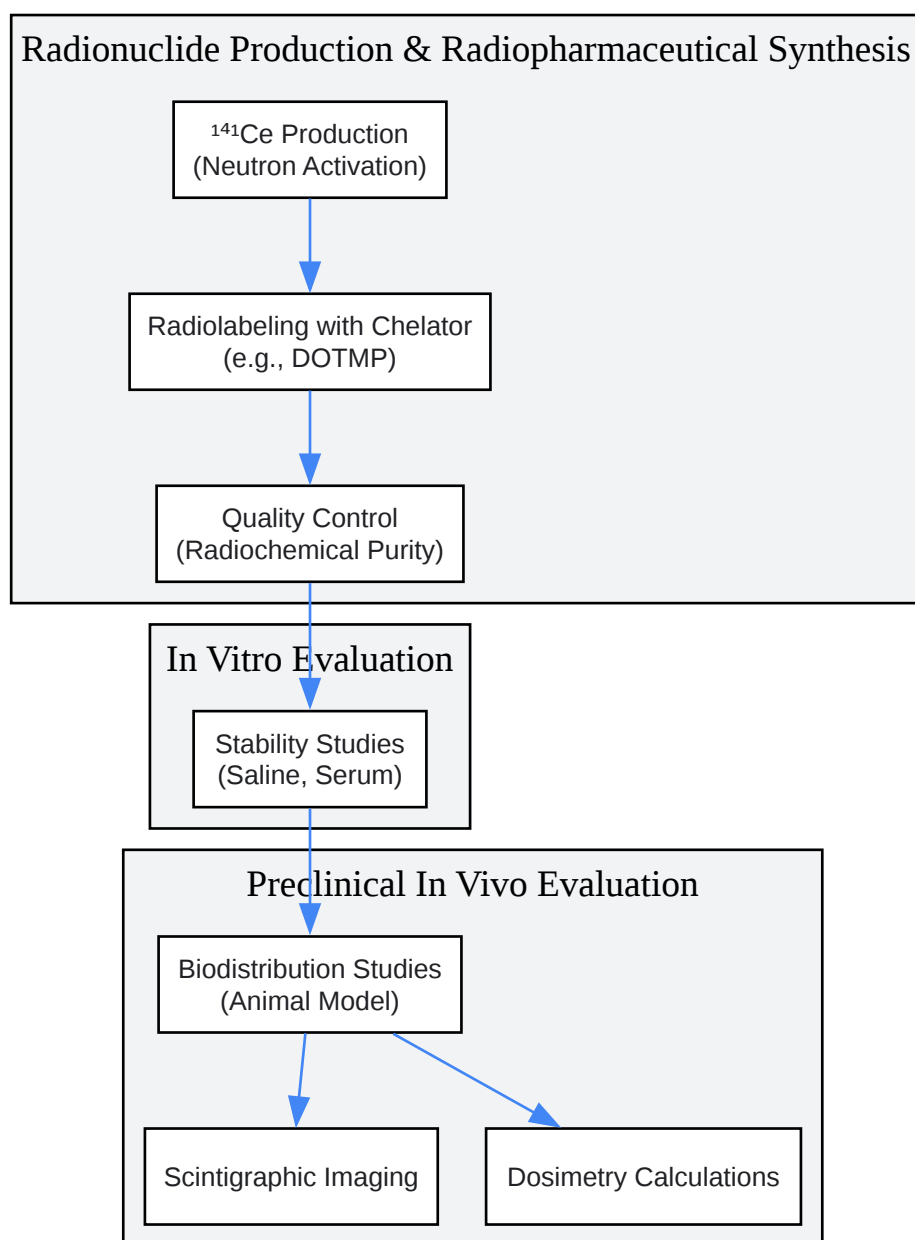 Radionuclide Production & Radiopharmaceutical Synthesis
¹⁴¹Ce Production
(Neutron Activation)
Radiolabeling with Chelator
(e.g., DOTMP)
Quality Control
(Radiochemical Purity)
In Vitro Evaluation
Stability Studies
(Saline, Serum)
Preclinical In Vivo Evaluation
Biodistribution Studies
(Animal Model)
Scintigraphic Imaging
Dosimetry Calculations